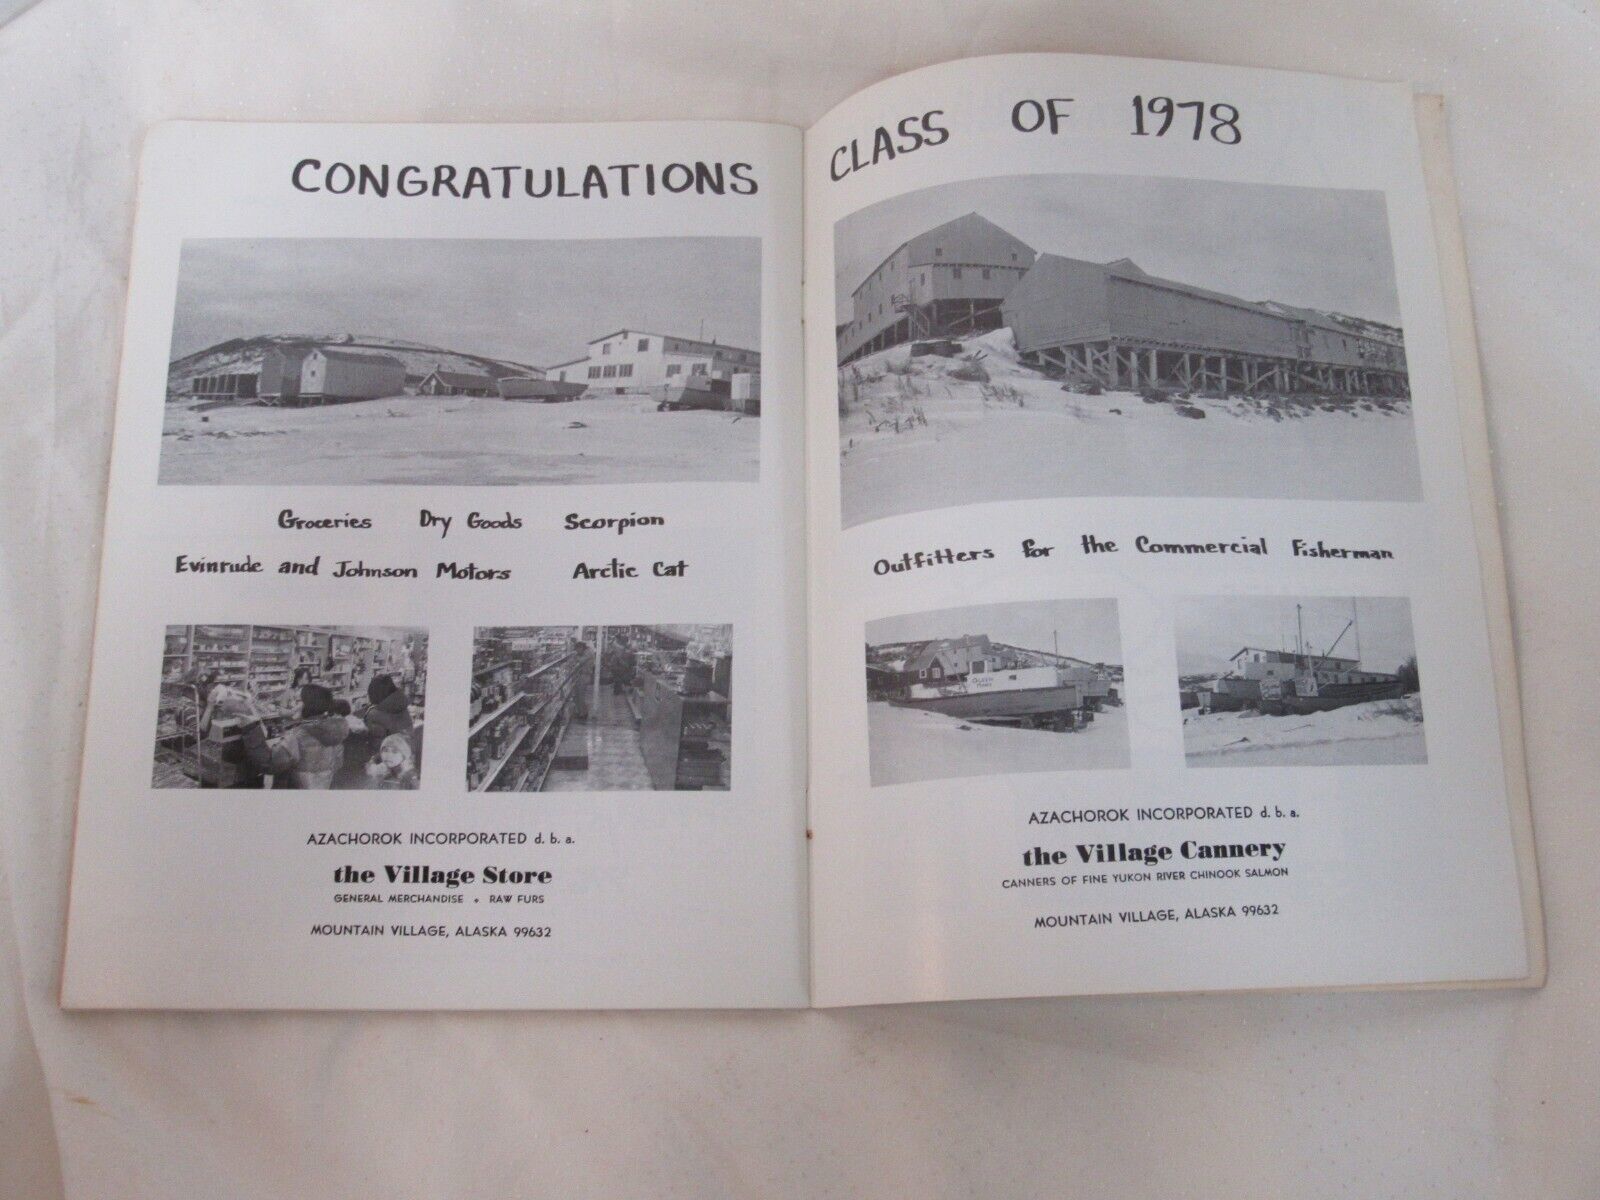 CONGRATULATIONS
Groceries Dry Goods Scorpion
Evinrude and Johnson Motors Arctic Cat
AZACHOROK INCORPORATED d. b. a.
the Village Store
GENERAL MERCHANDISE • RAW FURS
MOUNTAIN VILLAGE, ALASKA 99632
CLASS OF 1978
Outfitters for the Commercial Fisherman
QUEEN
AZACHOROK INCORPORATED d. b. a.
the Village Cannery
CANNERS OF FINE YUKON RIVER CHINOOK SALMON
MOUNTAIN VILLAGE, ALASKA 99632